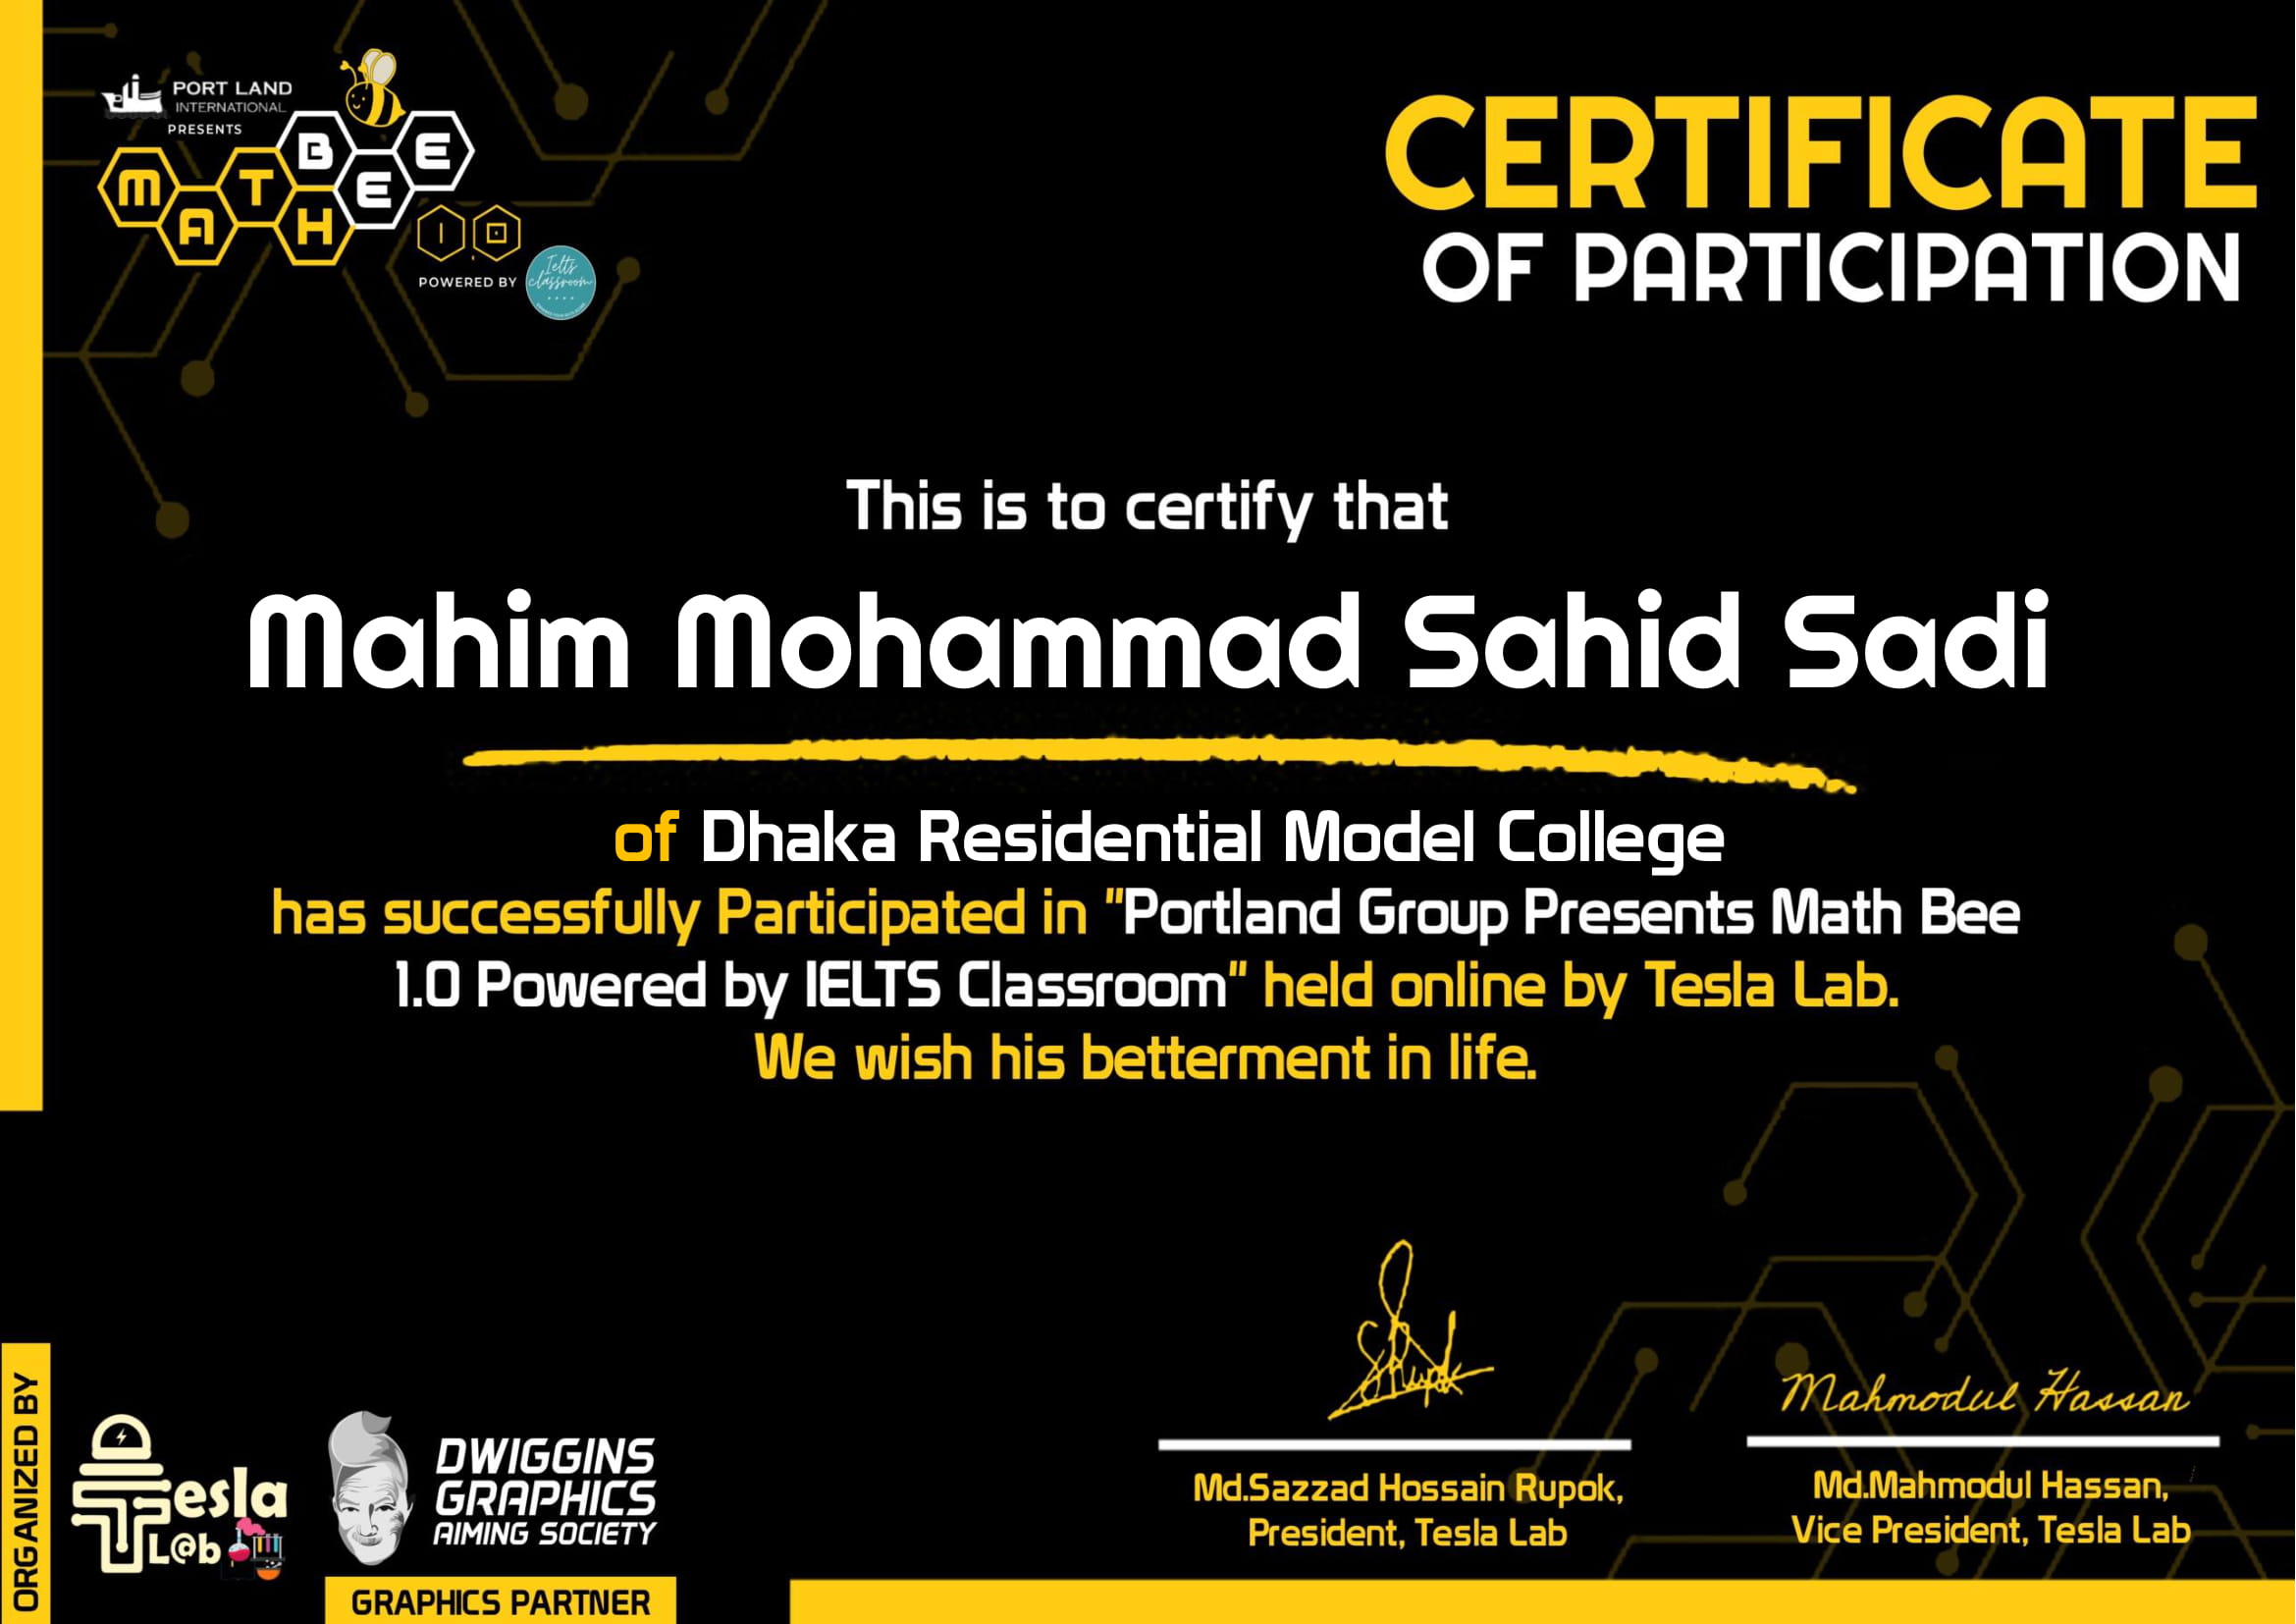 PORT LAND
INTERNATIONAL
PRESENTS
MATH BEE
1.0
POWERED BY
Ielts
classroom
CERTIFICATE
OF PARTICIPATION
This is to certify that
Mahim Mohammad Sahid Sadi
of Dhaka Residential Model College
has successfully Participated in "Portland Group Presents Math Bee
1.0 Powered by IELTS Classroom" held online by Tesla Lab.
We wish his betterment in life.
ORGANIZED BY
Tesla
L@b
DWIGGINS
GRAPHICS
AIMING SOCIETY
GRAPHICS PARTNER
SRupok
Md.Sazzad Hossain Rupok,
President, Tesla Lab
Mahmodul Hassan
Md.Mahmodul Hassan,
Vice President, Tesla Lab